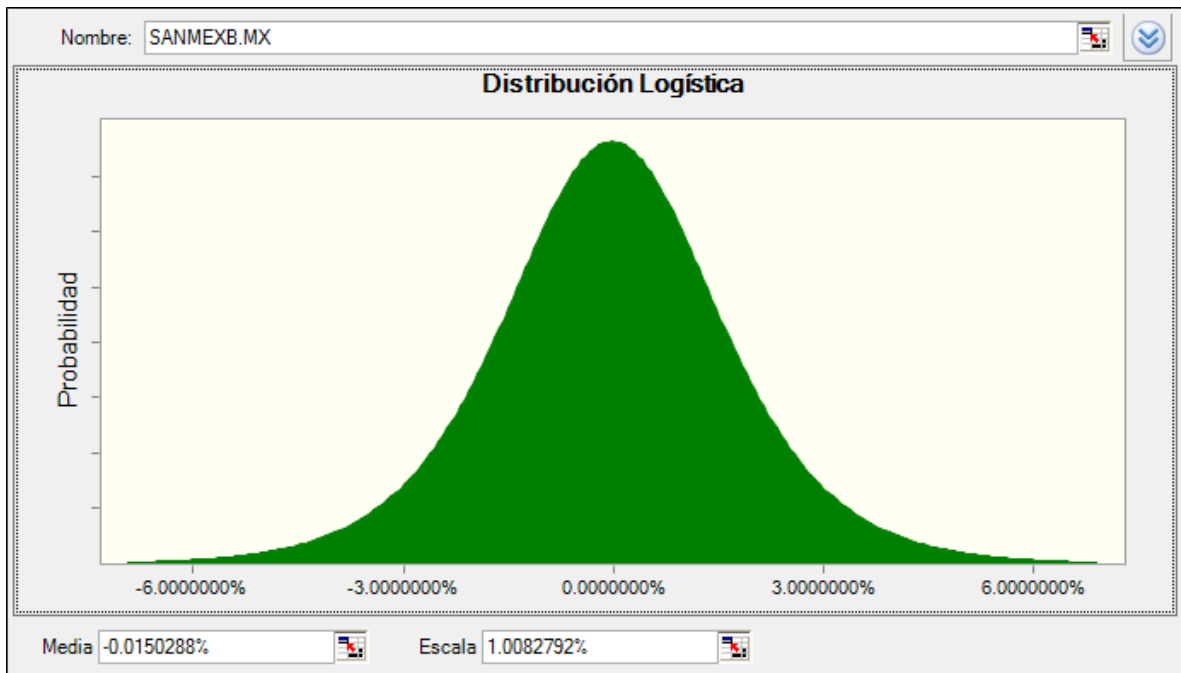 Nombre: SANMEXB.MX
Distribución Logística
Probabilidad
-6.0000000% -3.0000000% 0.0000000% 3.0000000% 6.0000000%
Media -0.0150288% Escala 1.0082792%